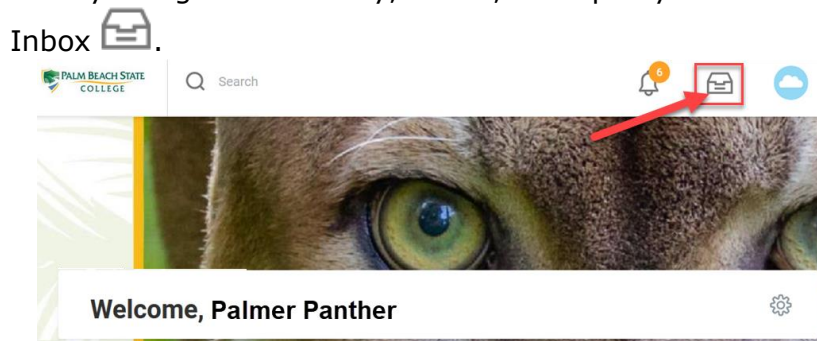 Inbox .
PALM BEACH STATE
COLLEGE
Search
6
Welcome, Palmer Panther